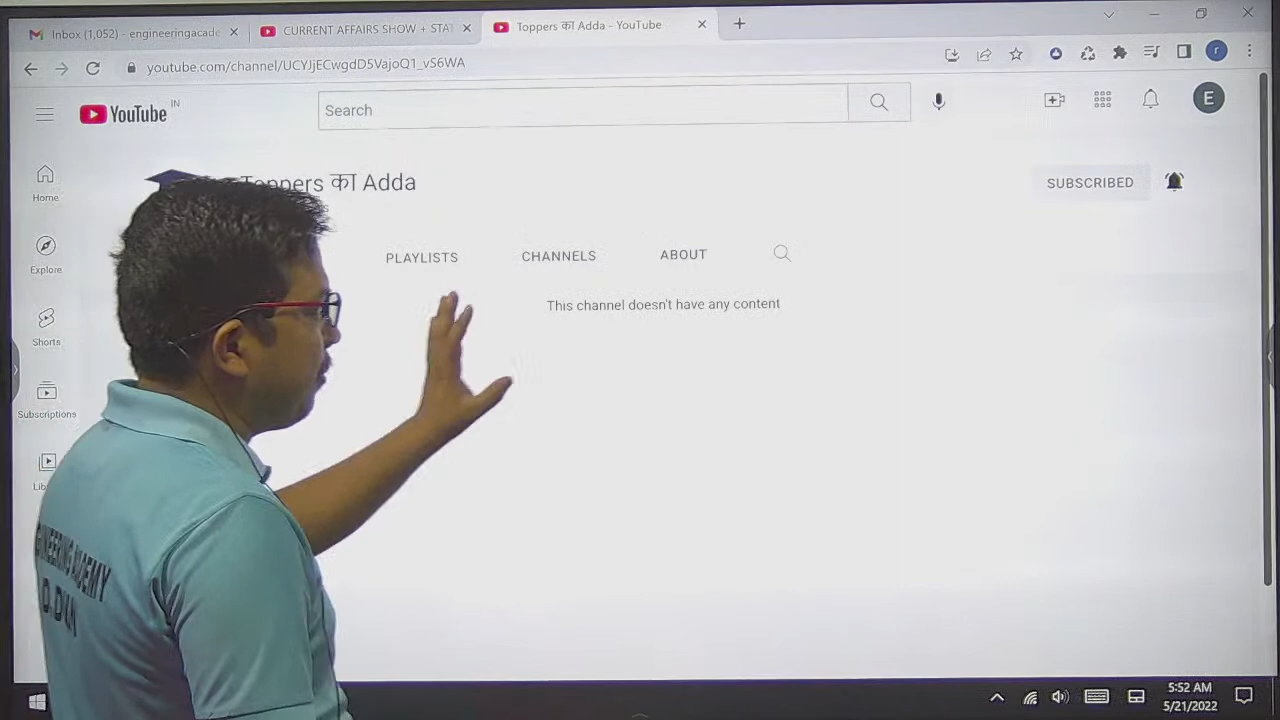 Inbox (1,052) - engineeringacade
CURRENT AFFAIRS SHOW + STAT
Toppers का Adda - YouTube
youtube.com/channel/UCYJjECwgdD5VajoQ1_vS6WA
YouTube IN
Search
E
r
Home
Explore
Shorts
Subscriptions
Toppers का Adda
SUBSCRIBED
PLAYLISTS
CHANNELS
ABOUT
This channel doesn't have any content
5:52 AM
5/21/2022